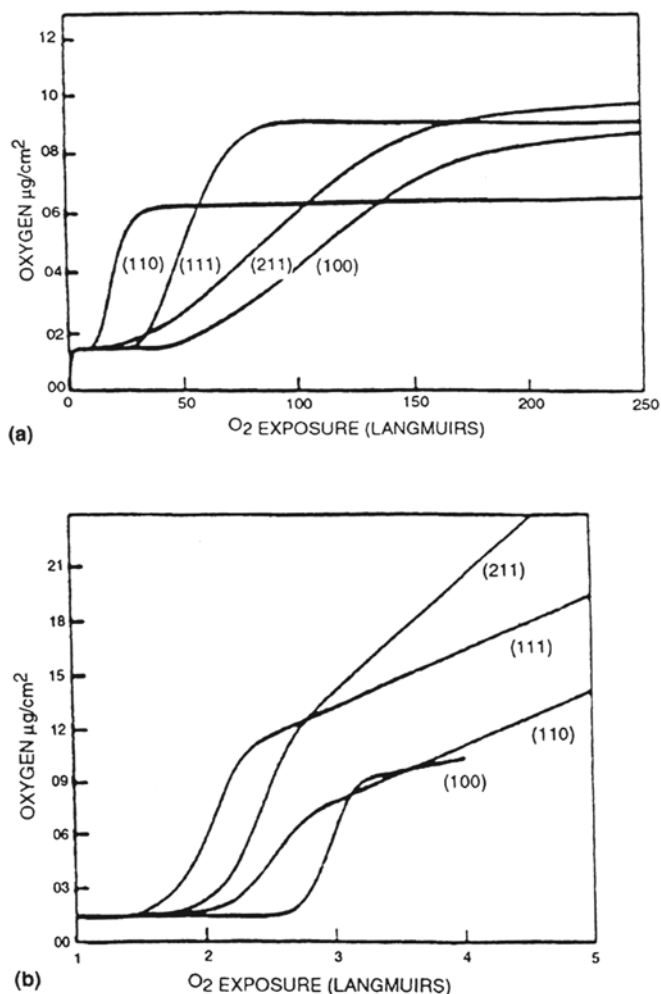 12
10
08
06
04
02
00
OXYGEN µg/cm²
(110) (111) (211) (100)
0 50 100 150 200 250
O₂ EXPOSURE (LANGMUIRS)
(a)
21
18
15
12
09
06
03
00
OXYGEN µg/cm²
(211)
(111)
(110)
(100)
1 2 3 4 5
O₂ EXPOSURE (LANGMUIRS)
(b)